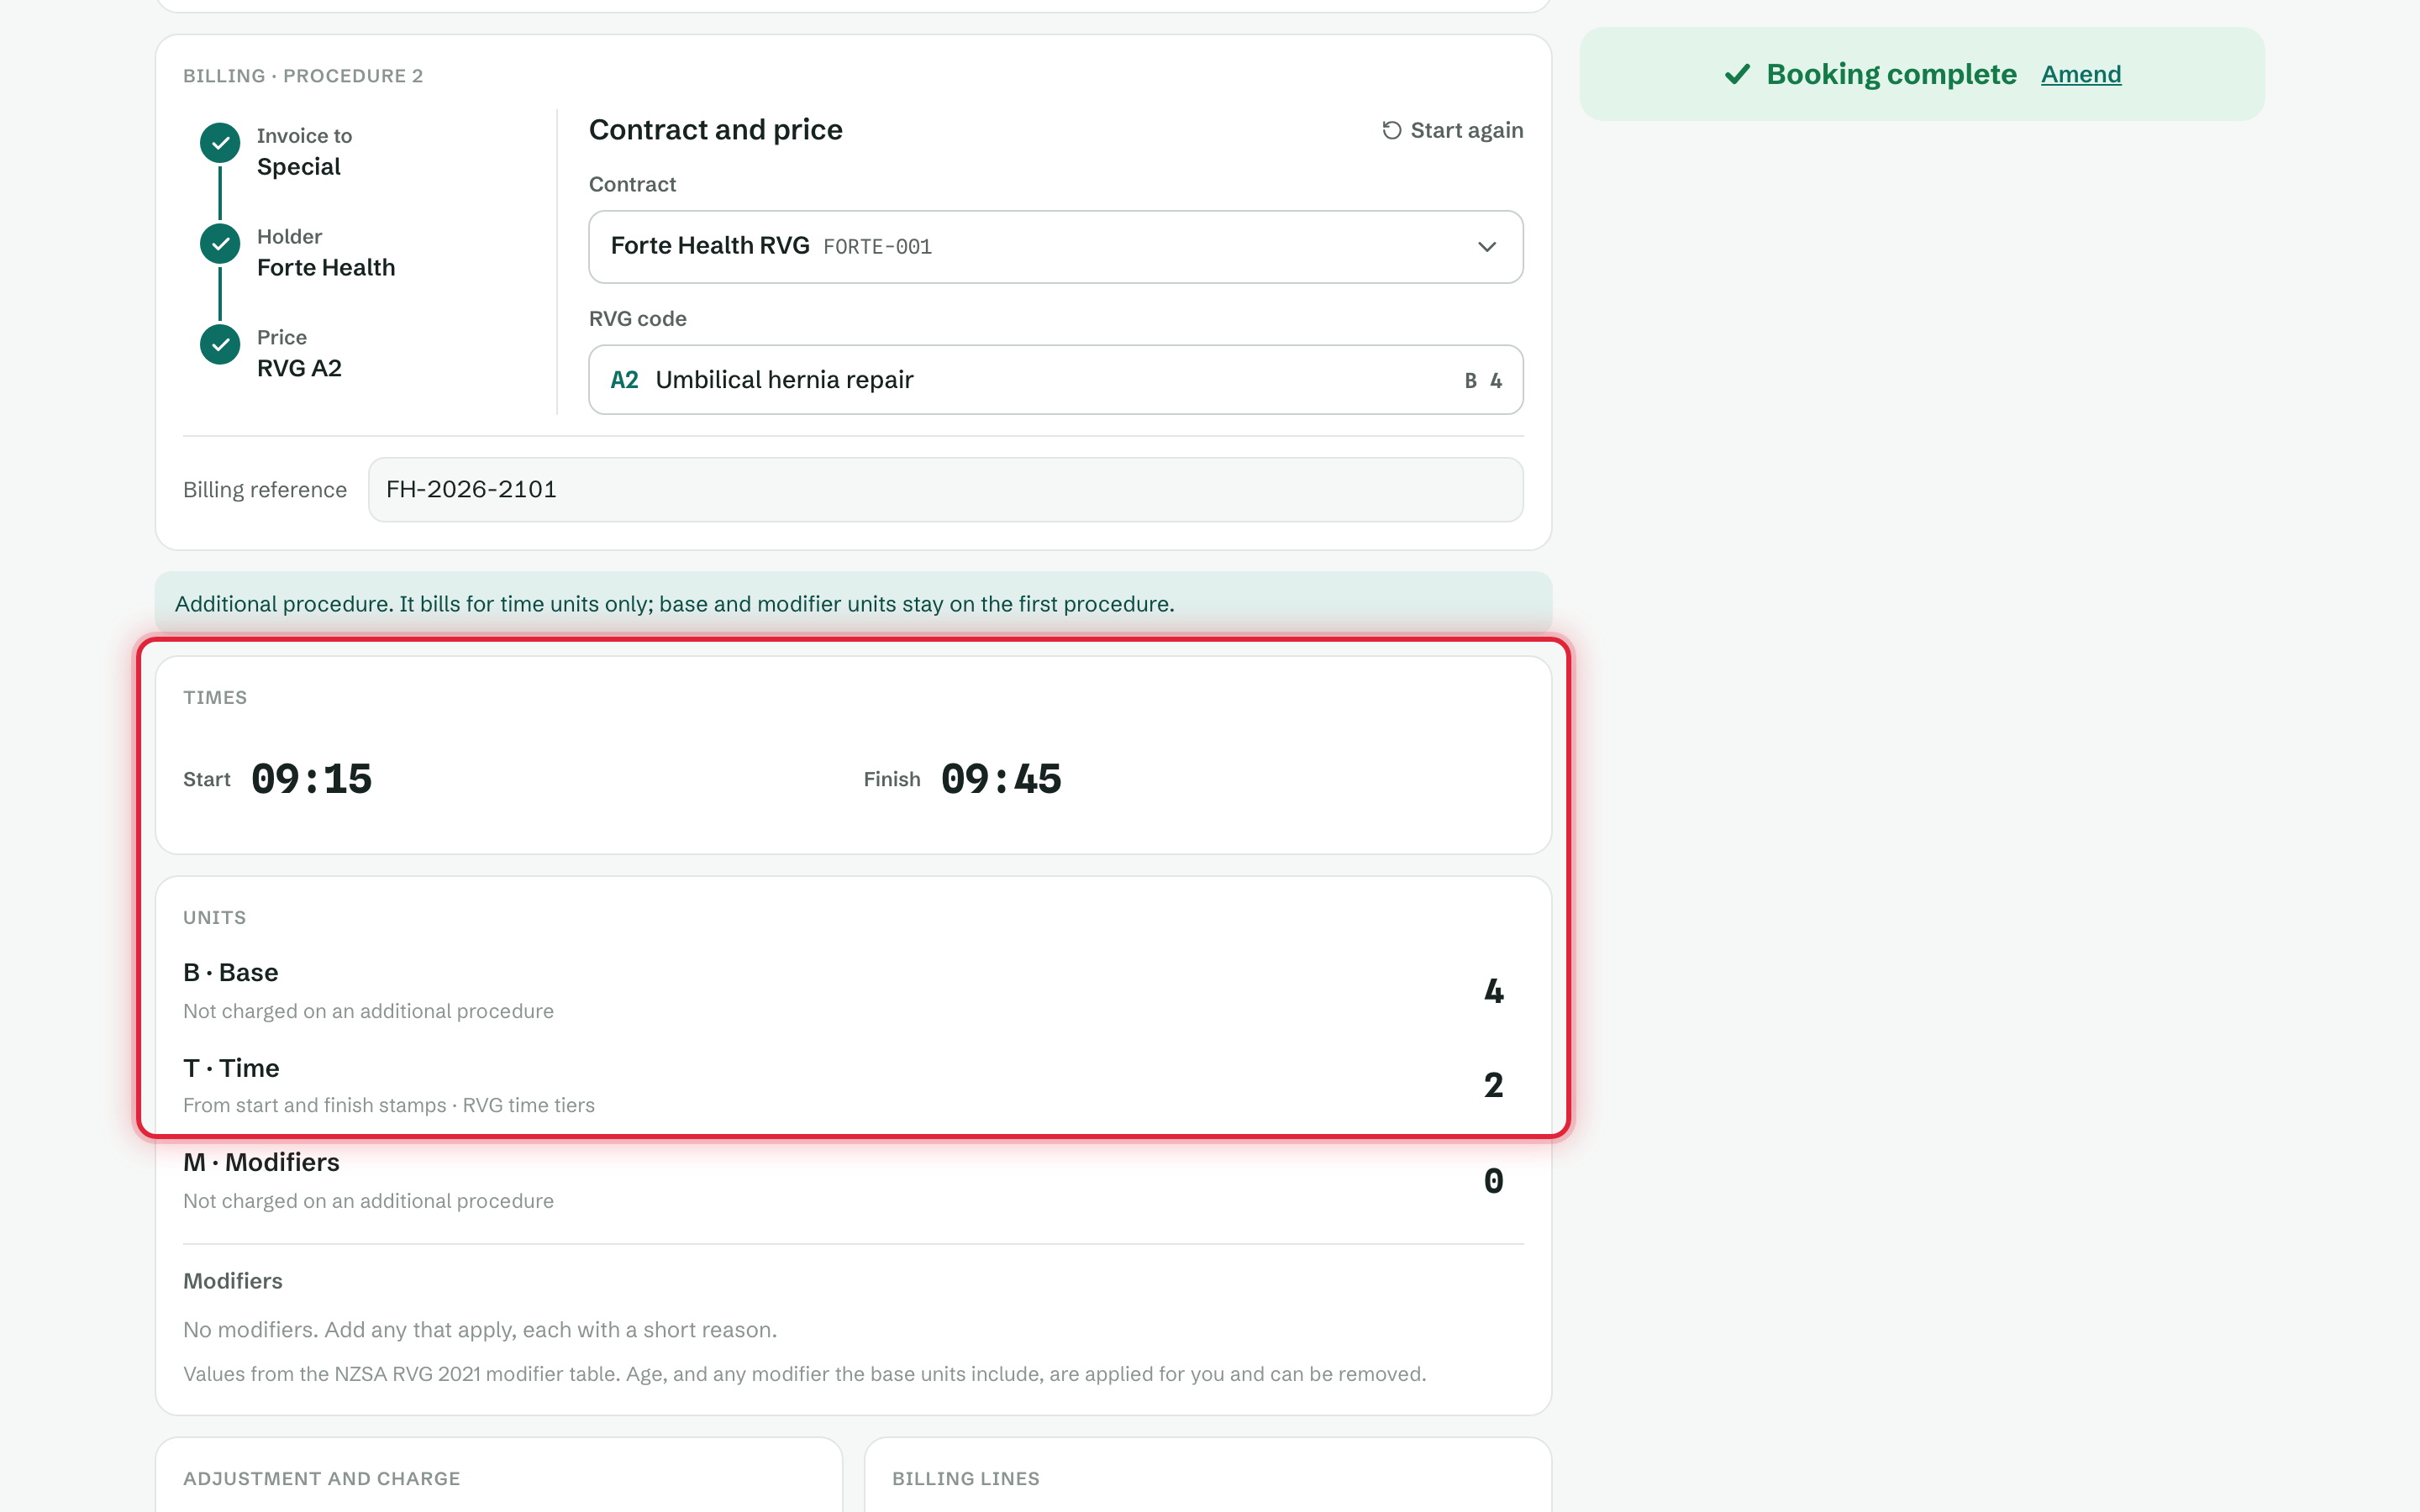 BILLING · PROCEDURE 2
Invoice to
Special
Holder
Forte Health
Price
RVG A2
Contract and price
Start again
Contract
Forte Health RVG FORTE-001
RVG code
A2 Umbilical hernia repair B 4
Billing reference FH-2026-2101
Booking complete Amend
Additional procedure. It bills for time units only; base and modifier units stay on the first procedure.
TIMES
Start 09:15 Finish 09:45
UNITS
B · Base
Not charged on an additional procedure
4
T · Time
From start and finish stamps · RVG time tiers
2
M · Modifiers
Not charged on an additional procedure
0
Modifiers
No modifiers. Add any that apply, each with a short reason.
Values from the NZSA RVG 2021 modifier table. Age, and any modifier the base units include, are applied for you and can be removed.
ADJUSTMENT AND CHARGE
BILLING LINES